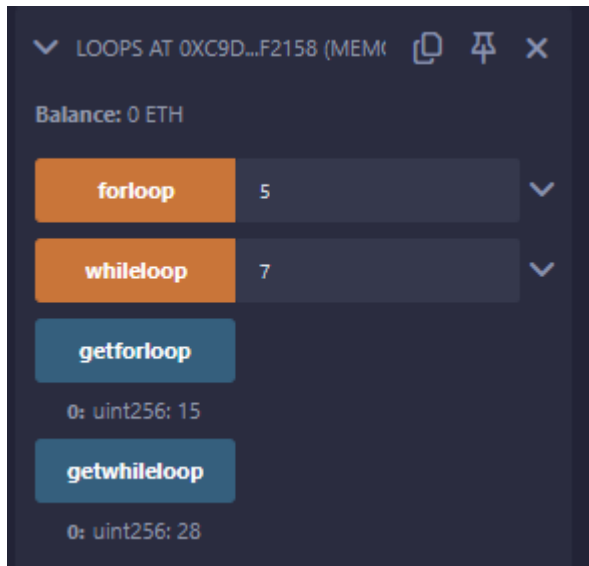 LOOPS AT 0XC9D...F2158 (MEM
Balance: 0 ETH
forloop 5
whileloop 7
getforloop
0: uint256: 15
getwhileloop
0: uint256: 28